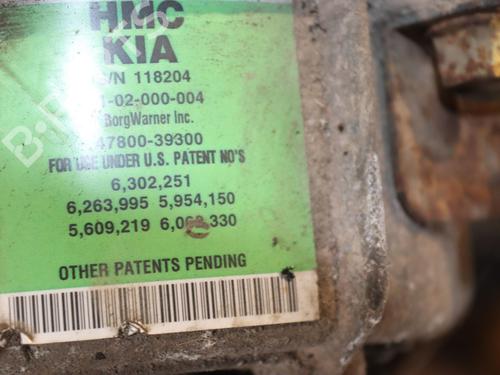 HMC
KIA
S/N 118204
1-02-000-004
BorgWarner Inc.
47800-39300
FOR USE UNDER U.S. PATENT NO'S
6,302,251
6,263,995 5,954,150
5,609,219
OTHER PATENTS PENDING